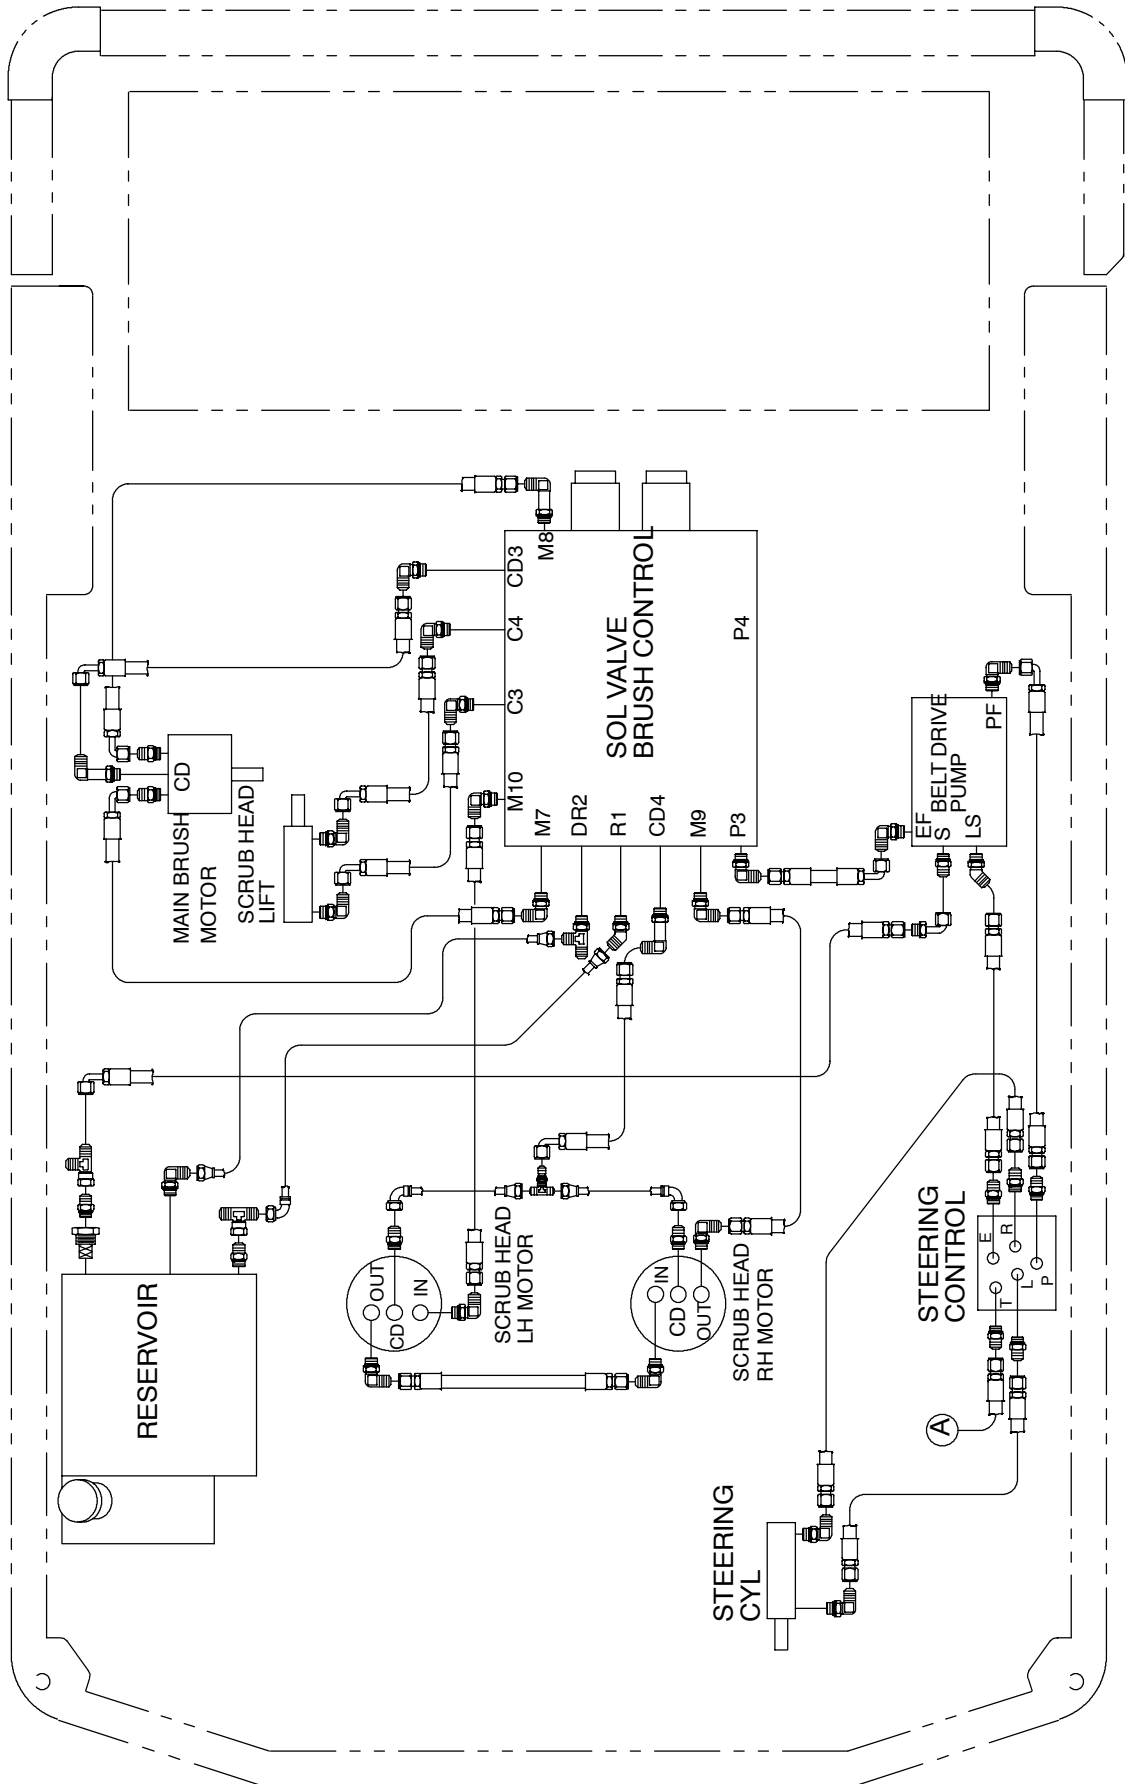 RESERVOIR
MAIN BRUSH
MOTOR
CD
SCRUB HEAD
LIFT
OUT
CD
IN
SCRUB HEAD
LH MOTOR
IN
CD
OUT
SCRUB HEAD
RH MOTOR
M10
C3
C4
CD3
M8
M7
DR2
R1
CD4
M9
P3
P4
SOL VALVE
BRUSH CONTROL
EF
S
LS
BELT DRIVE
PUMP
PF
STEERING
CYL
A
STEERING
CONTROL
T
E
L
R
P